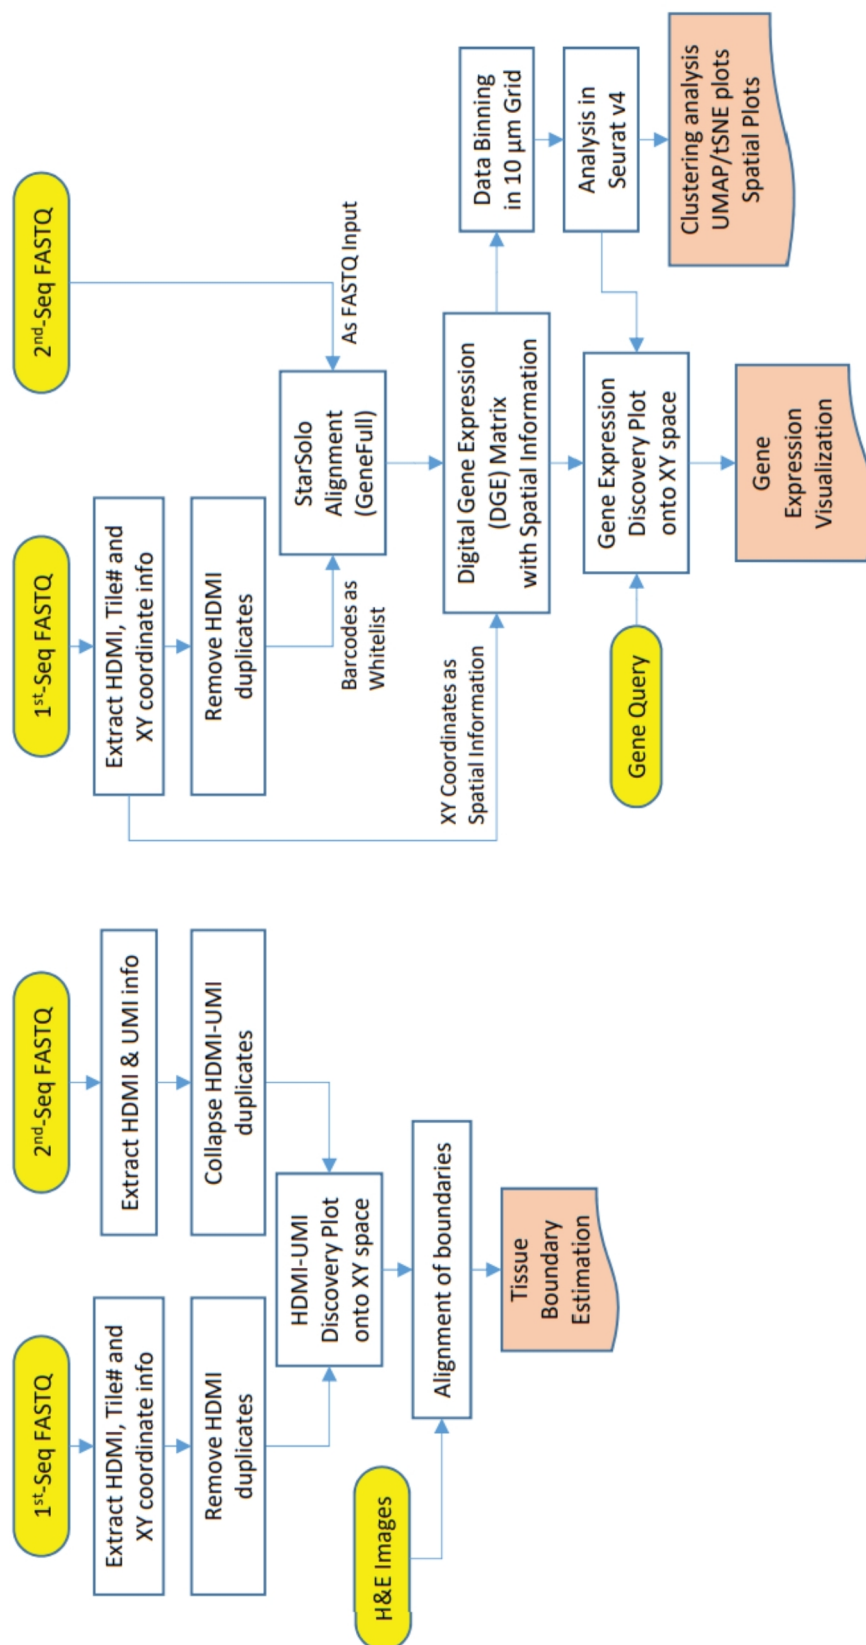 1st-Seq FASTQ
Extract HDMI, Tile# and
XY coordinate info
Remove HDMI
duplicates
2nd-Seq FASTQ
Extract HDMI & UMI info
Collapse HDMI-UMI
duplicates
HDMI-UMI
Discovery Plot
onto XY space
H&E Images
Alignment of boundaries
Tissue
Boundary
Estimation
1st-Seq FASTQ
Extract HDMI, Tile# and
XY coordinate info
Remove HDMI
duplicates
Barcodes as
Whitelist
2nd-Seq FASTQ
As FASTQ Input
StarSolo
Alignment
(GeneFull)
XY Coordinates as
Spatial Information
Digital Gene Expression
(DGE) Matrix
with Spatial Information
Data Binning
in 10 µm Grid
Analysis in
Seurat v4
Clustering analysis
UMAP/tSNE plots
Spatial Plots
Gene Query
Gene Expression
Discovery Plot
onto XY space
Gene
Expression
Visualization